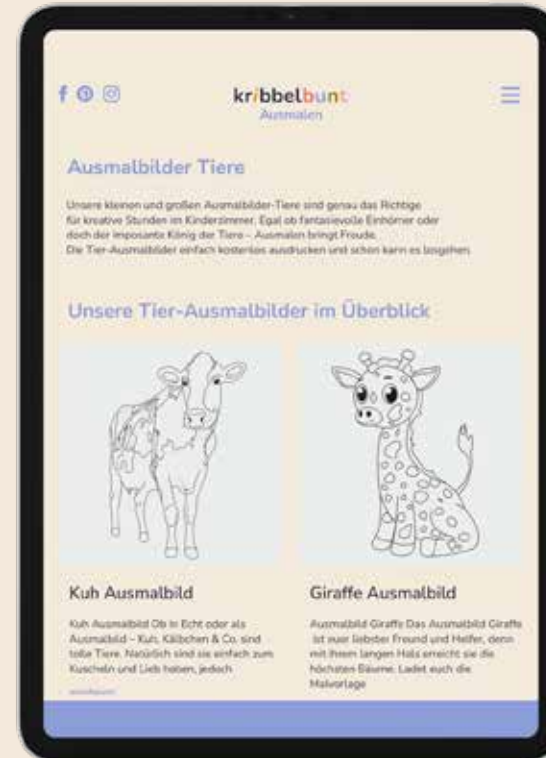 kribbelbunt
Ausmalen
Ausmalbilder Tiere
Unsere kleinen und großen Ausmalbilder-Tiere sind genau das Richtige
für kreative Stunden im Kinderzimmer. Egal ob fantasievolle Einhörner oder
doch der imposante König der Tiere – Ausmalen bringt Freude.
Die Tier-Ausmalbilder einfach kostenlos ausdrucken und schon kann es losgehen.
Unsere Tier-Ausmalbilder im Überblick
Kuh Ausmalbild
Kuh Ausmalbild Ob in Echt oder als
Ausmalbild – Kuh, Kälbchen & Co. sind
tolle Tiere. Natürlich sind sie einfach zum
Kuscheln und Lieb haben, jedoch
Giraffe Ausmalbild
Ausmalbild Giraffe Das Ausmalbild Giraffe
ist euer liebster Freund und Helfer, denn
mit ihrem langen Hals erreicht sie die
höchsten Bäume. Ladet euch die
Malvorlage